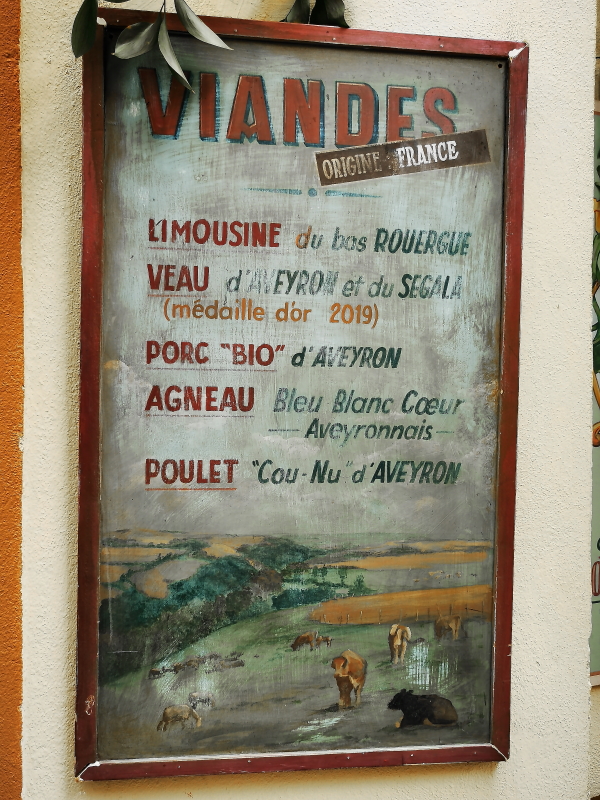 VIANDES
ORIGINE : FRANCE
LIMOUSINE du bas ROUERGUE
VEAU d'AVEYRON et du SEGALA
(médaille d'or 2019)
PORC "BIO" d'AVEYRON
AGNEAU Bleu Blanc Cœur
Aveyronnais
POULET "Cou-Nu" d'AVEYRON